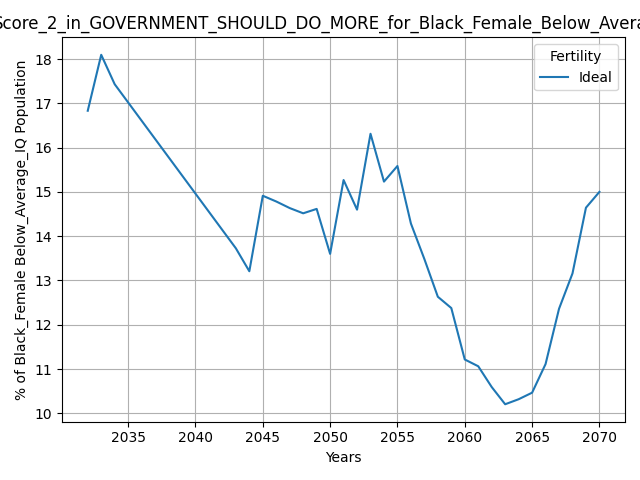 Score_2_in_GOVERNMENT_SHOULD_DO_MORE_for_Black_Female_Below_Avera
Fertility
Ideal
% of Black_Female Below_Average_IQ Population
18
17
16
15
14
13
12
11
10
2035 2040 2045 2050 2055 2060 2065 2070
Years